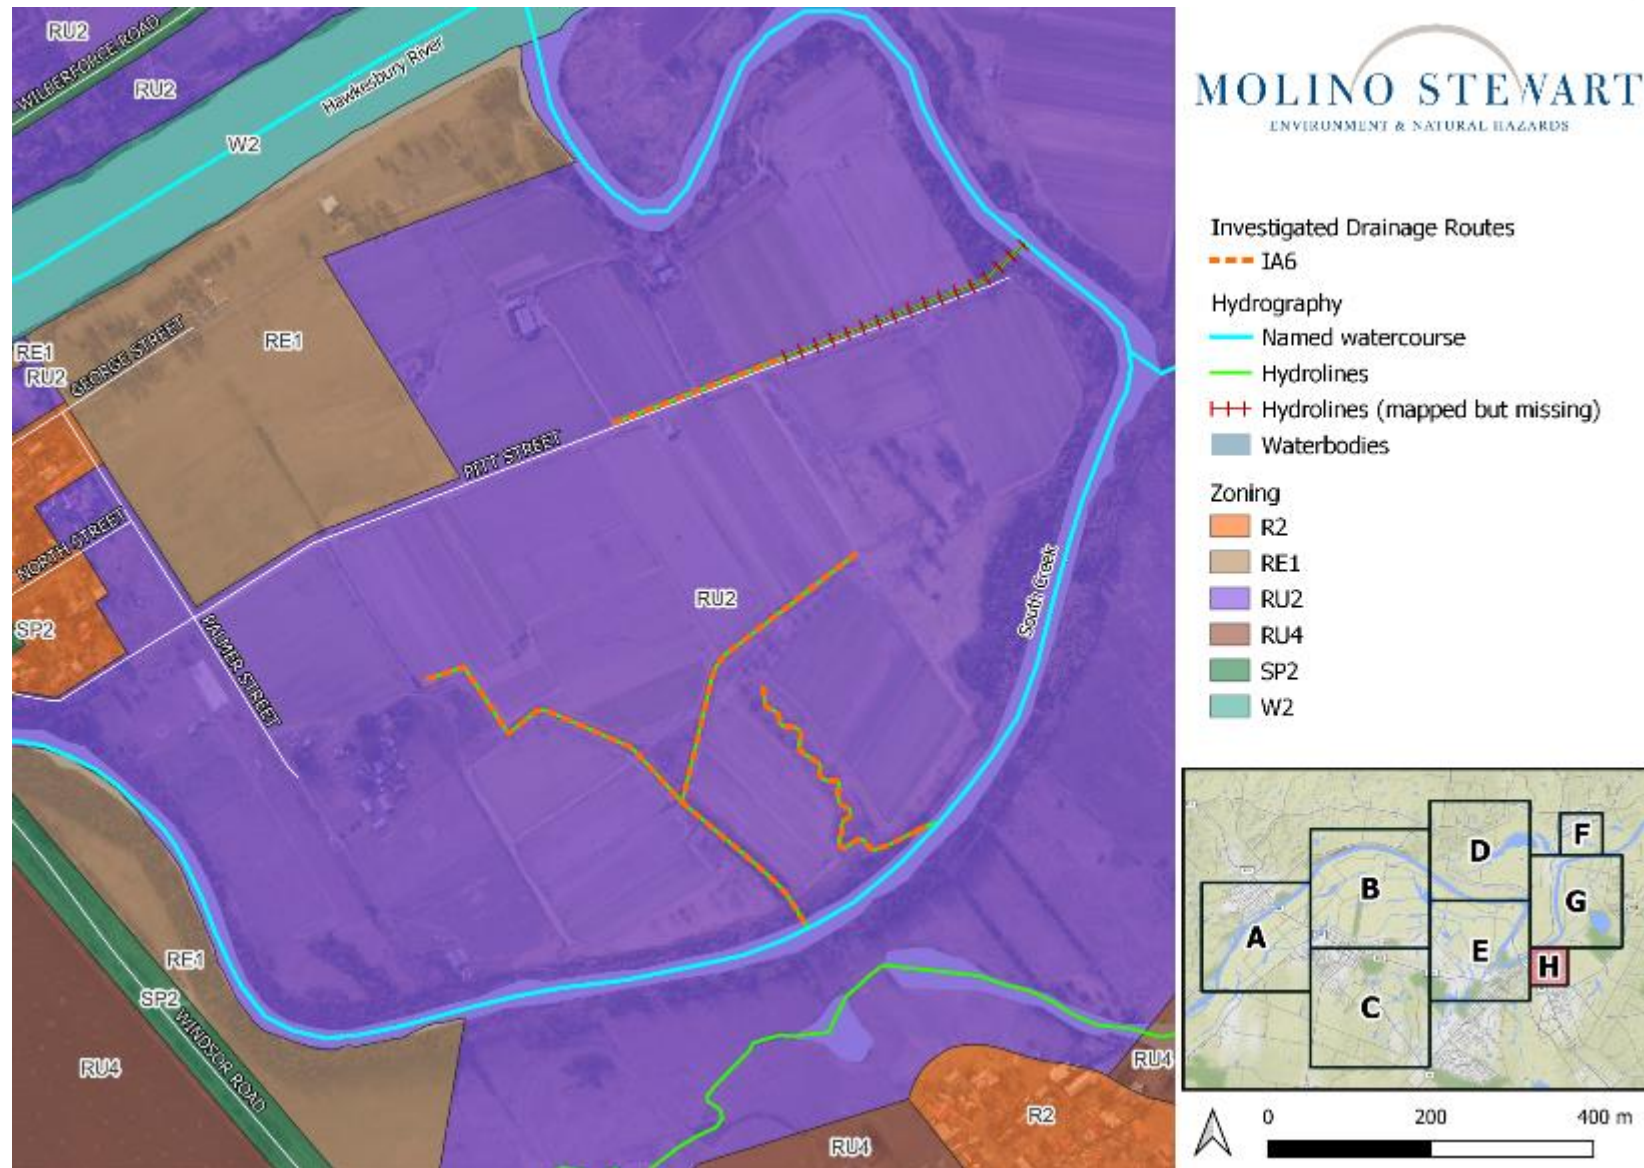 RU2
WILBERFORCE ROAD
RU2
Hawkesbury River
W2
RE1
RU2
GEORGE STREET
RE1
PITT STREET
NORTH STREET
SP2
PALMER STREET
RU2
South Creek
RE1
SP2
WINDSOR ROAD
RU4
RU4
R2
RU4
MOLINO STEWART
ENVIRONMENT & NATURAL HAZARDS
Investigated Drainage Routes
IA6
Hydrography
Named watercourse
Hydrolines
Hydrolines (mapped but missing)
Waterbodies
Zoning
R2
RE1
RU2
RU4
SP2
W2
A
B
C
D
E
F
G
H
0 200 400 m